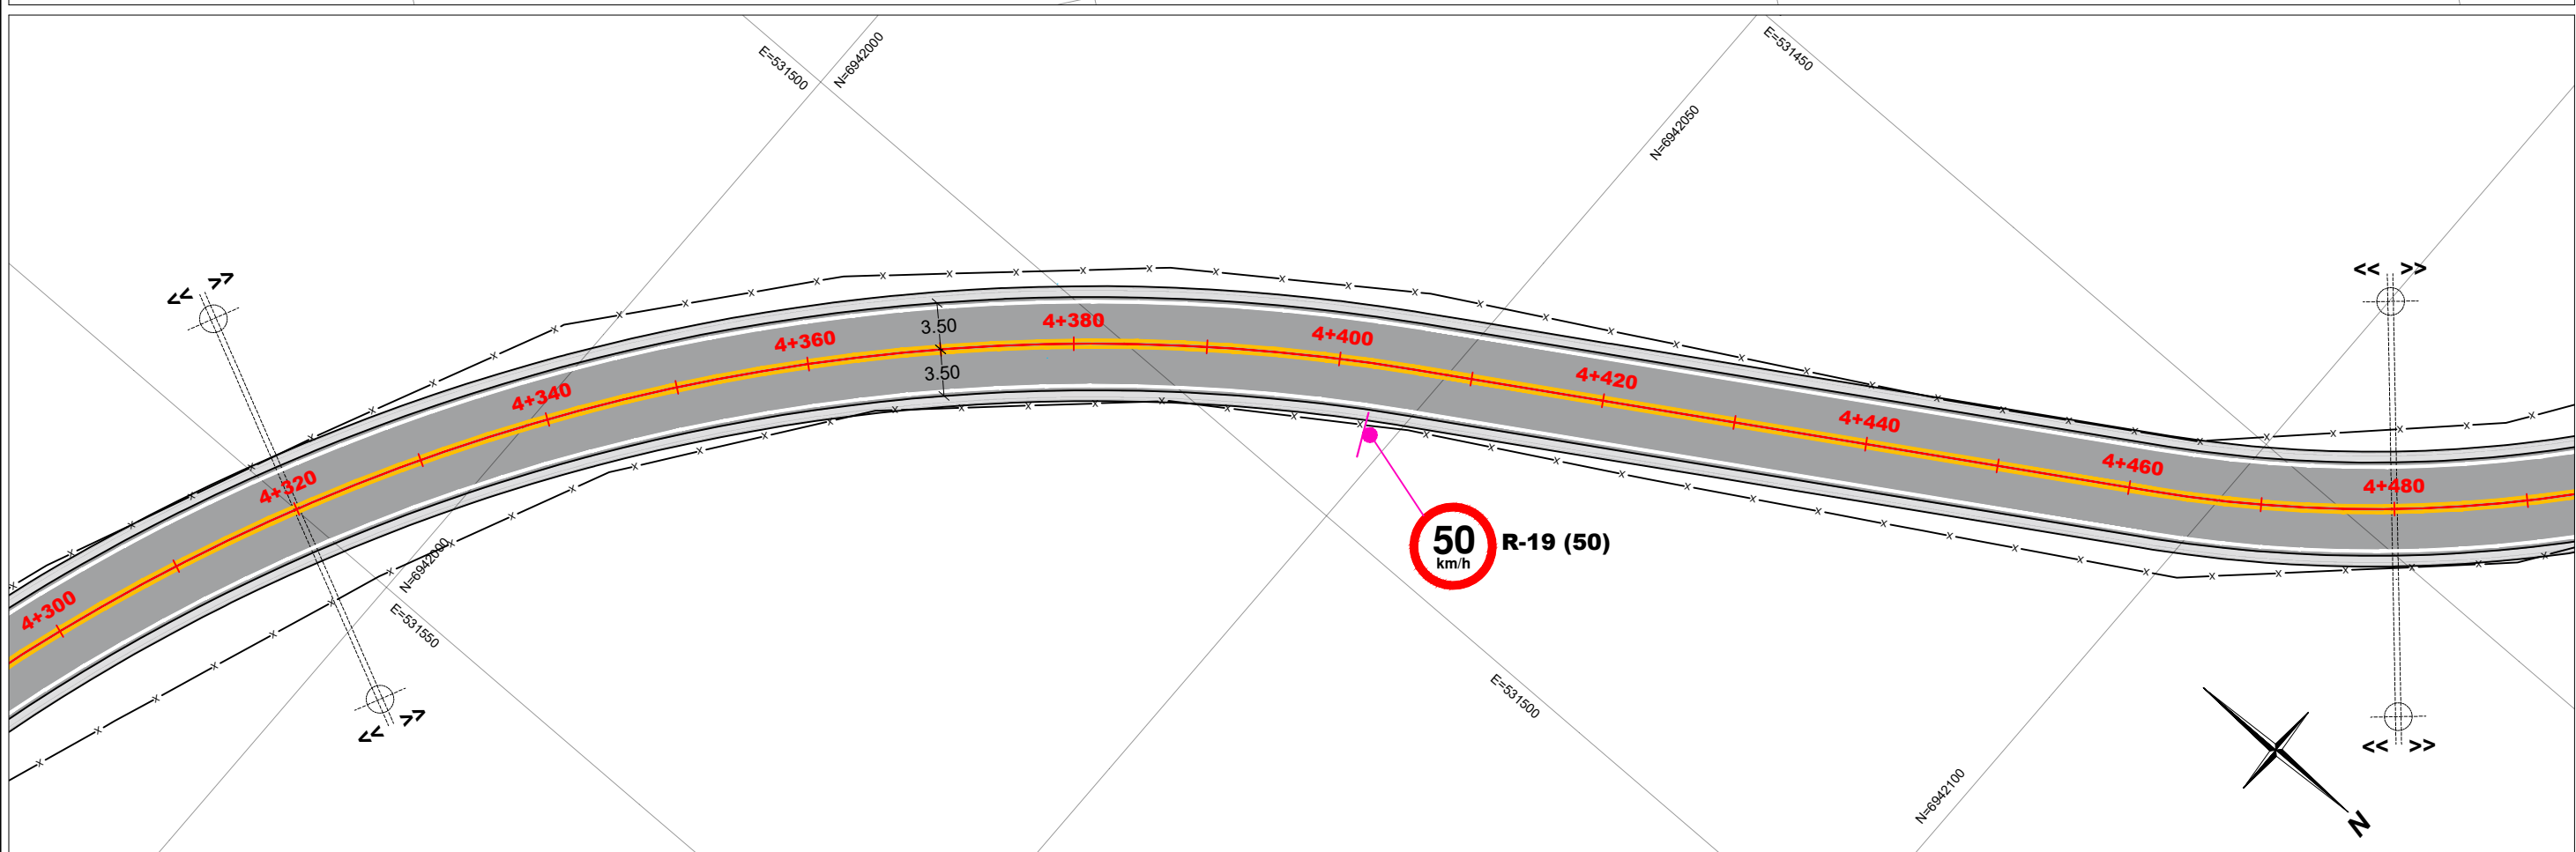 E=531500
N=6942000
E=531450
N=6942050
<< >>
<< >>
3.50
4+380
4+360
4+400
3.50
4+420
4+340
4+440
4+460
4+320
4+480
50
km/h
R-19 (50)
N=6942000
4+300
E=531550
E=531500
<< >>
<< >>
N=6942100
N